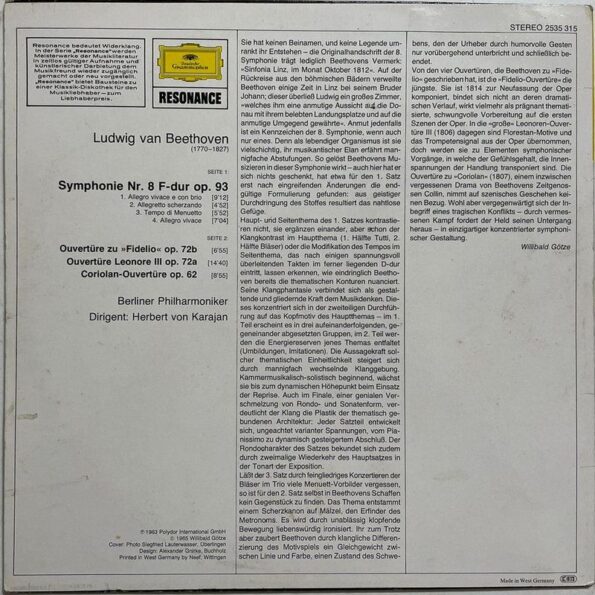 STEREO 2535 315
Resonance bedeutet Widerklang.
In der Serie „Resonance“ werden
Meisterwerke der Musikliteratur
in zeitlos gültiger Aufnahme und
künstlerischer Darbietung dem
Musikfreund wieder zugänglich
gemacht oder neu vorgestellt.
„Resonance“ bietet Bausteine zu
einer Klassik-Diskothek für den
Musikliebhaber – zum
Liebhaberpreis.
Deutsche
Grammophon
RESONANCE
Ludwig van Beethoven
(1770–1827)
SEITE 1:
Symphonie Nr. 8 F-dur op. 93
1. Allegro vivace e con brio [9'12]
2. Allegretto scherzando [4'52]
3. Tempo di Menuetto [5'52]
4. Allegro vivace [7'04]
SEITE 2:
Ouvertüre zu »Fidelio« op. 72b [6'55]
Ouvertüre Leonore III op. 72a [14'40]
Coriolan-Ouvertüre op. 62 [8'55]
Berliner Philharmoniker
Dirigent: Herbert von Karajan
℗ 1963 Polydor International GmbH
© 1965 Willibald Götze
Cover: Photo Siegfried Lauterwasser, Überlingen
Design: Alexander Gnirke, Buchholz
Printed in West Germany by Neef, Wittingen
Sie hat keinen Beinamen, und keine Legende um-
rankt ihr Entstehen – die Originalhandschrift der 8.
Symphonie trägt lediglich Beethovens Vermerk:
»Sinfonia Linz, im Monat Oktober 1812«. Auf der
Rückreise aus den böhmischen Bädern verweilte
Beethoven einige Zeit in Linz bei seinem Bruder
Johann; dieser überließ Ludwig ein großes Zimmer,
»welches ihm eine anmutige Aussicht auf die Do-
nau mit ihrem belebten Landungsplatze und auf die
anmutige Umgegend gewährte«. Anmut jedenfalls
ist ein Kennzeichen der 8. Symphonie, wenn auch
nur eines. Denn als lebendiger Organismus ist sie
vielschichtig, ihr musikantischer Elan erfährt man-
nigfache Abstufungen. So gelöst Beethovens Mu-
sizieren in dieser Symphonie wirkt – auch hier hat er
sich nicht geschenkt, hat etwa für den 1. Satz
erst nach eingreifenden Änderungen die end-
gültige Formulierung gefunden: aus geistiger
Durchdringung des Stoffes resultiert das nahtlose
Gefüge.
Haupt- und Seitenthema des 1. Satzes kontrastie-
ren nicht, sie ergänzen einander, aber schon der
Klangkontrast im Hauptthema (1. Hälfte Tutti, 2.
Hälfte Bläser) oder die Modifikation des Tempos im
Seitenthema, das nach einigen spannungsvoll
überleitenden Takten im ferner liegenden D-dur
eintritt, lassen erkennen, wie eindringlich Beetho-
ven bereits die thematischen Konturen nuanciert.
Seine Klangphantasie verbindet sich als gestal-
tende und gliedernde Kraft dem Musikdenken. Die-
ses konzentriert sich in der zweiteiligen Durchfüh-
rung auf das Kopfmotiv des Hauptthemas – im 1.
Teil erscheint es in drei aufeinanderfolgenden, ge-
geneinander abgesetzten Gruppen, im 2. Teil wer-
den die Energiereserven jenes Themas entfaltet
(Umbildungen, Imitationen). Die Aussagekraft sol-
cher thematischen Einheitlichkeit steigert sich
durch mannigfach wechselnde Klanggebung.
Kammermusikalisch-solistisch beginnend, wächst
sie bis zum dynamischen Höhepunkt beim Einsatz
der Reprise. Auch im Finale, einer genialen Ver-
schmelzung von Rondo- und Sonatenform, ver-
deutlicht der Klang die Plastik der thematisch ge-
bundenen Architektur: Jeder Satzteil entwickelt
sich, ungeachtet varianter Spannungen, vom Pia-
nissimo zu dynamisch gesteigertem Abschluß. Der
Rondocharakter des Satzes bekundet sich zudem
durch zweimalige Wiederkehr des Hauptsatzes in
der Tonart der Exposition.
Läßt der 3. Satz durch feingliedriges Konzertieren der
Bläser im Trio viele Menuett-Vorbilder vergessen,
so ist für den 2. Satz selbst in Beethovens Schaffen
kein Gegenstück zu finden. Das Thema entstammt
einem Scherzkanon auf Mälzel, den Erfinder des
Metronoms. Es wird durch unablässig klopfende
Bewegung liebenswürdig ironisiert. Ihr zum Trotz
aber zaubert Beethoven durch klangliche Differen-
zierung des Motivspiels ein Gleichgewicht zwi-
schen Linie und Farbe, einen Zustand des Schwe-
bens, den der Urheber durch humorvolle Gesten
nur vorübergehend unterbricht und schließlich be-
endet.
Von den vier Ouvertüren, die Beethoven zu »Fide-
lio« geschrieben hat, ist die »Fidelio-Ouvertüre« die
jüngste. Sie ist 1814 zur Neufassung der Oper
komponiert, bindet sich nicht an deren dramati-
schen Verlauf, wirkt vielmehr als prägnant themati-
sierte, schwungvolle Vorbereitung auf die ersten
Szenen der Oper. In die »große« Leonoren-Ouver-
türe III (1806) dagegen sind Florestan-Motive und
das Trompetensignal aus der Oper übernommen,
doch werden sie zu Elementen symphonischer
Vorgänge, in welche der Gefühlsgehalt, die Innen-
spannungen der Handlung transponiert sind. Die
Ouvertüre zu »Coriolan« (1807), einem inzwischen
vergessenen Drama von Beethovens Zeitgenos-
sen Collin, nimmt auf szenisches Geschehen kei-
nen Bezug. Wohl aber vergegenwärtigt sich der In-
begriff eines tragischen Konflikts – durch vermes-
senen Kampf fordert der Held seinen Untergang
heraus – in einzigartiger konzentrierter symphoni-
scher Gestaltung.
Willibald Götze
Made in West Germany